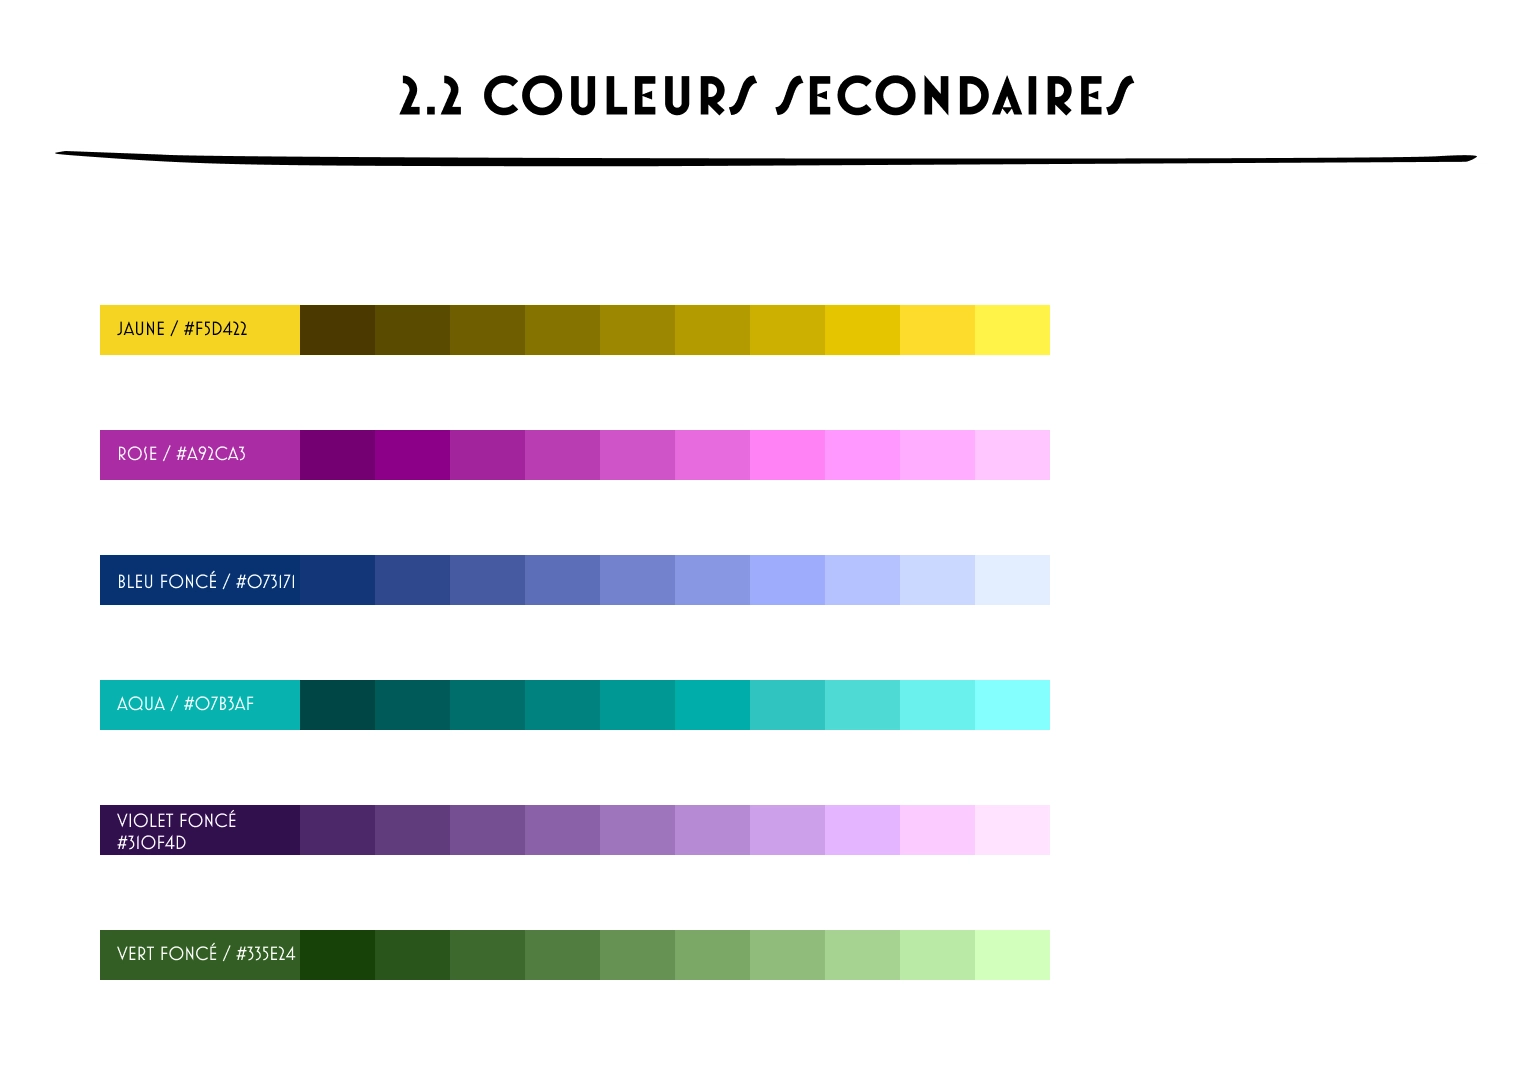 2.2 COULEURS SECONDAIRES
JAUNE / #F5D422
ROSE / #A92CA3
BLEU FONCÉ / #073171
AQUA / #07B3AF
VIOLET FONCÉ
#310F4D
VERT FONCÉ / #335E24